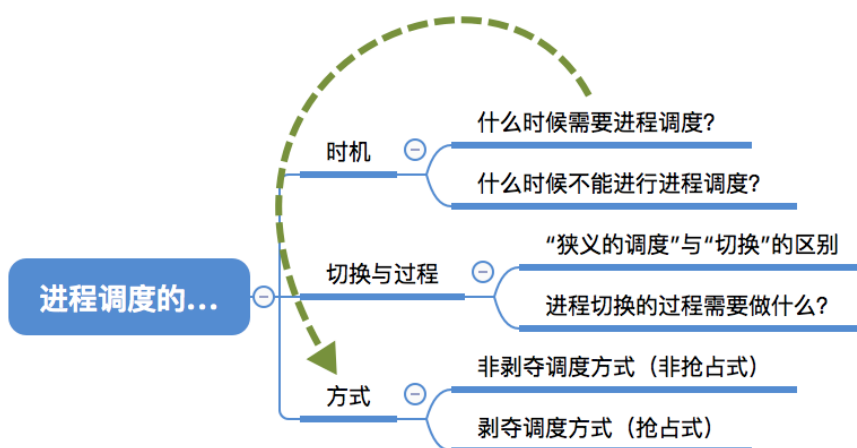 什么时候需要进程调度？
时机
什么时候不能进行进程调度？
“狭义的调度”与“切换”的区别
切换与过程
进程调度的...
进程切换的过程需要做什么？
非剥夺调度方式（非抢占式）
方式
剥夺调度方式（抢占式）